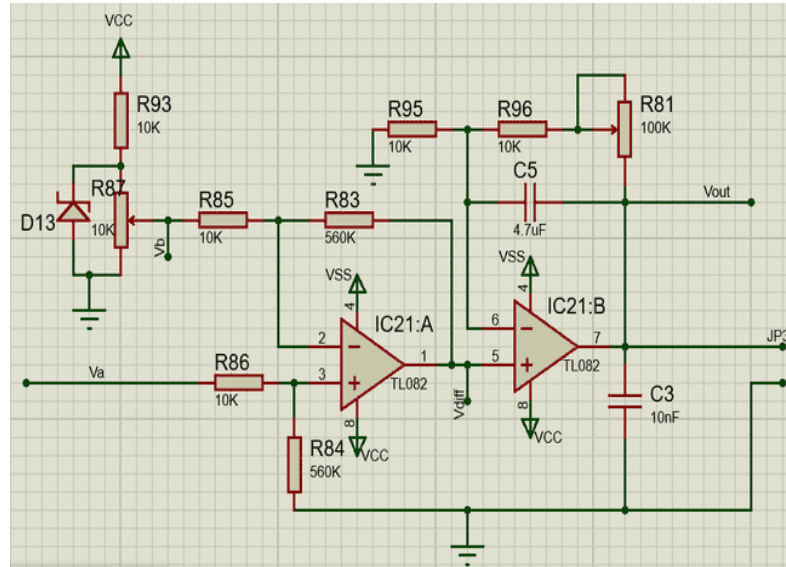 VCC
R93
10K
D13
R87
10K
Vb
R85
10K
R83
560K
R95
10K
R96
10K
R81
100K
C5
4.7uF
Vout
VSS
4
IC21:A
2
3
1
TL082
8
VCC
Va
R86
10K
R84
560K
Vdiff
VSS
4
IC21:B
6
5
7
TL082
8
VCC
JP3
C3
10nF